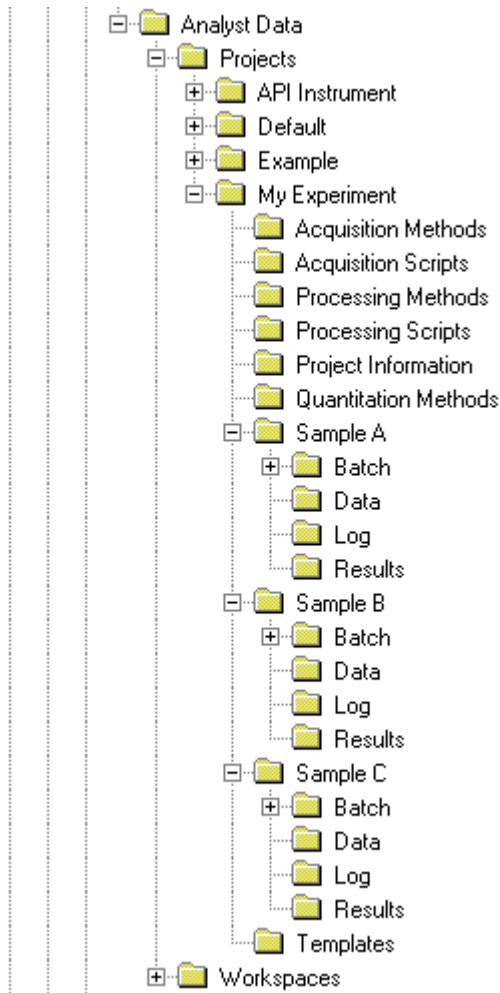 Analyst Data
Projects
API Instrument
Default
Example
My Experiment
Acquisition Methods
Acquisition Scripts
Processing Methods
Processing Scripts
Project Information
Quantitation Methods
Sample A
Batch
Data
Log
Results
Sample B
Batch
Data
Log
Results
Sample C
Batch
Data
Log
Results
Templates
Workspaces